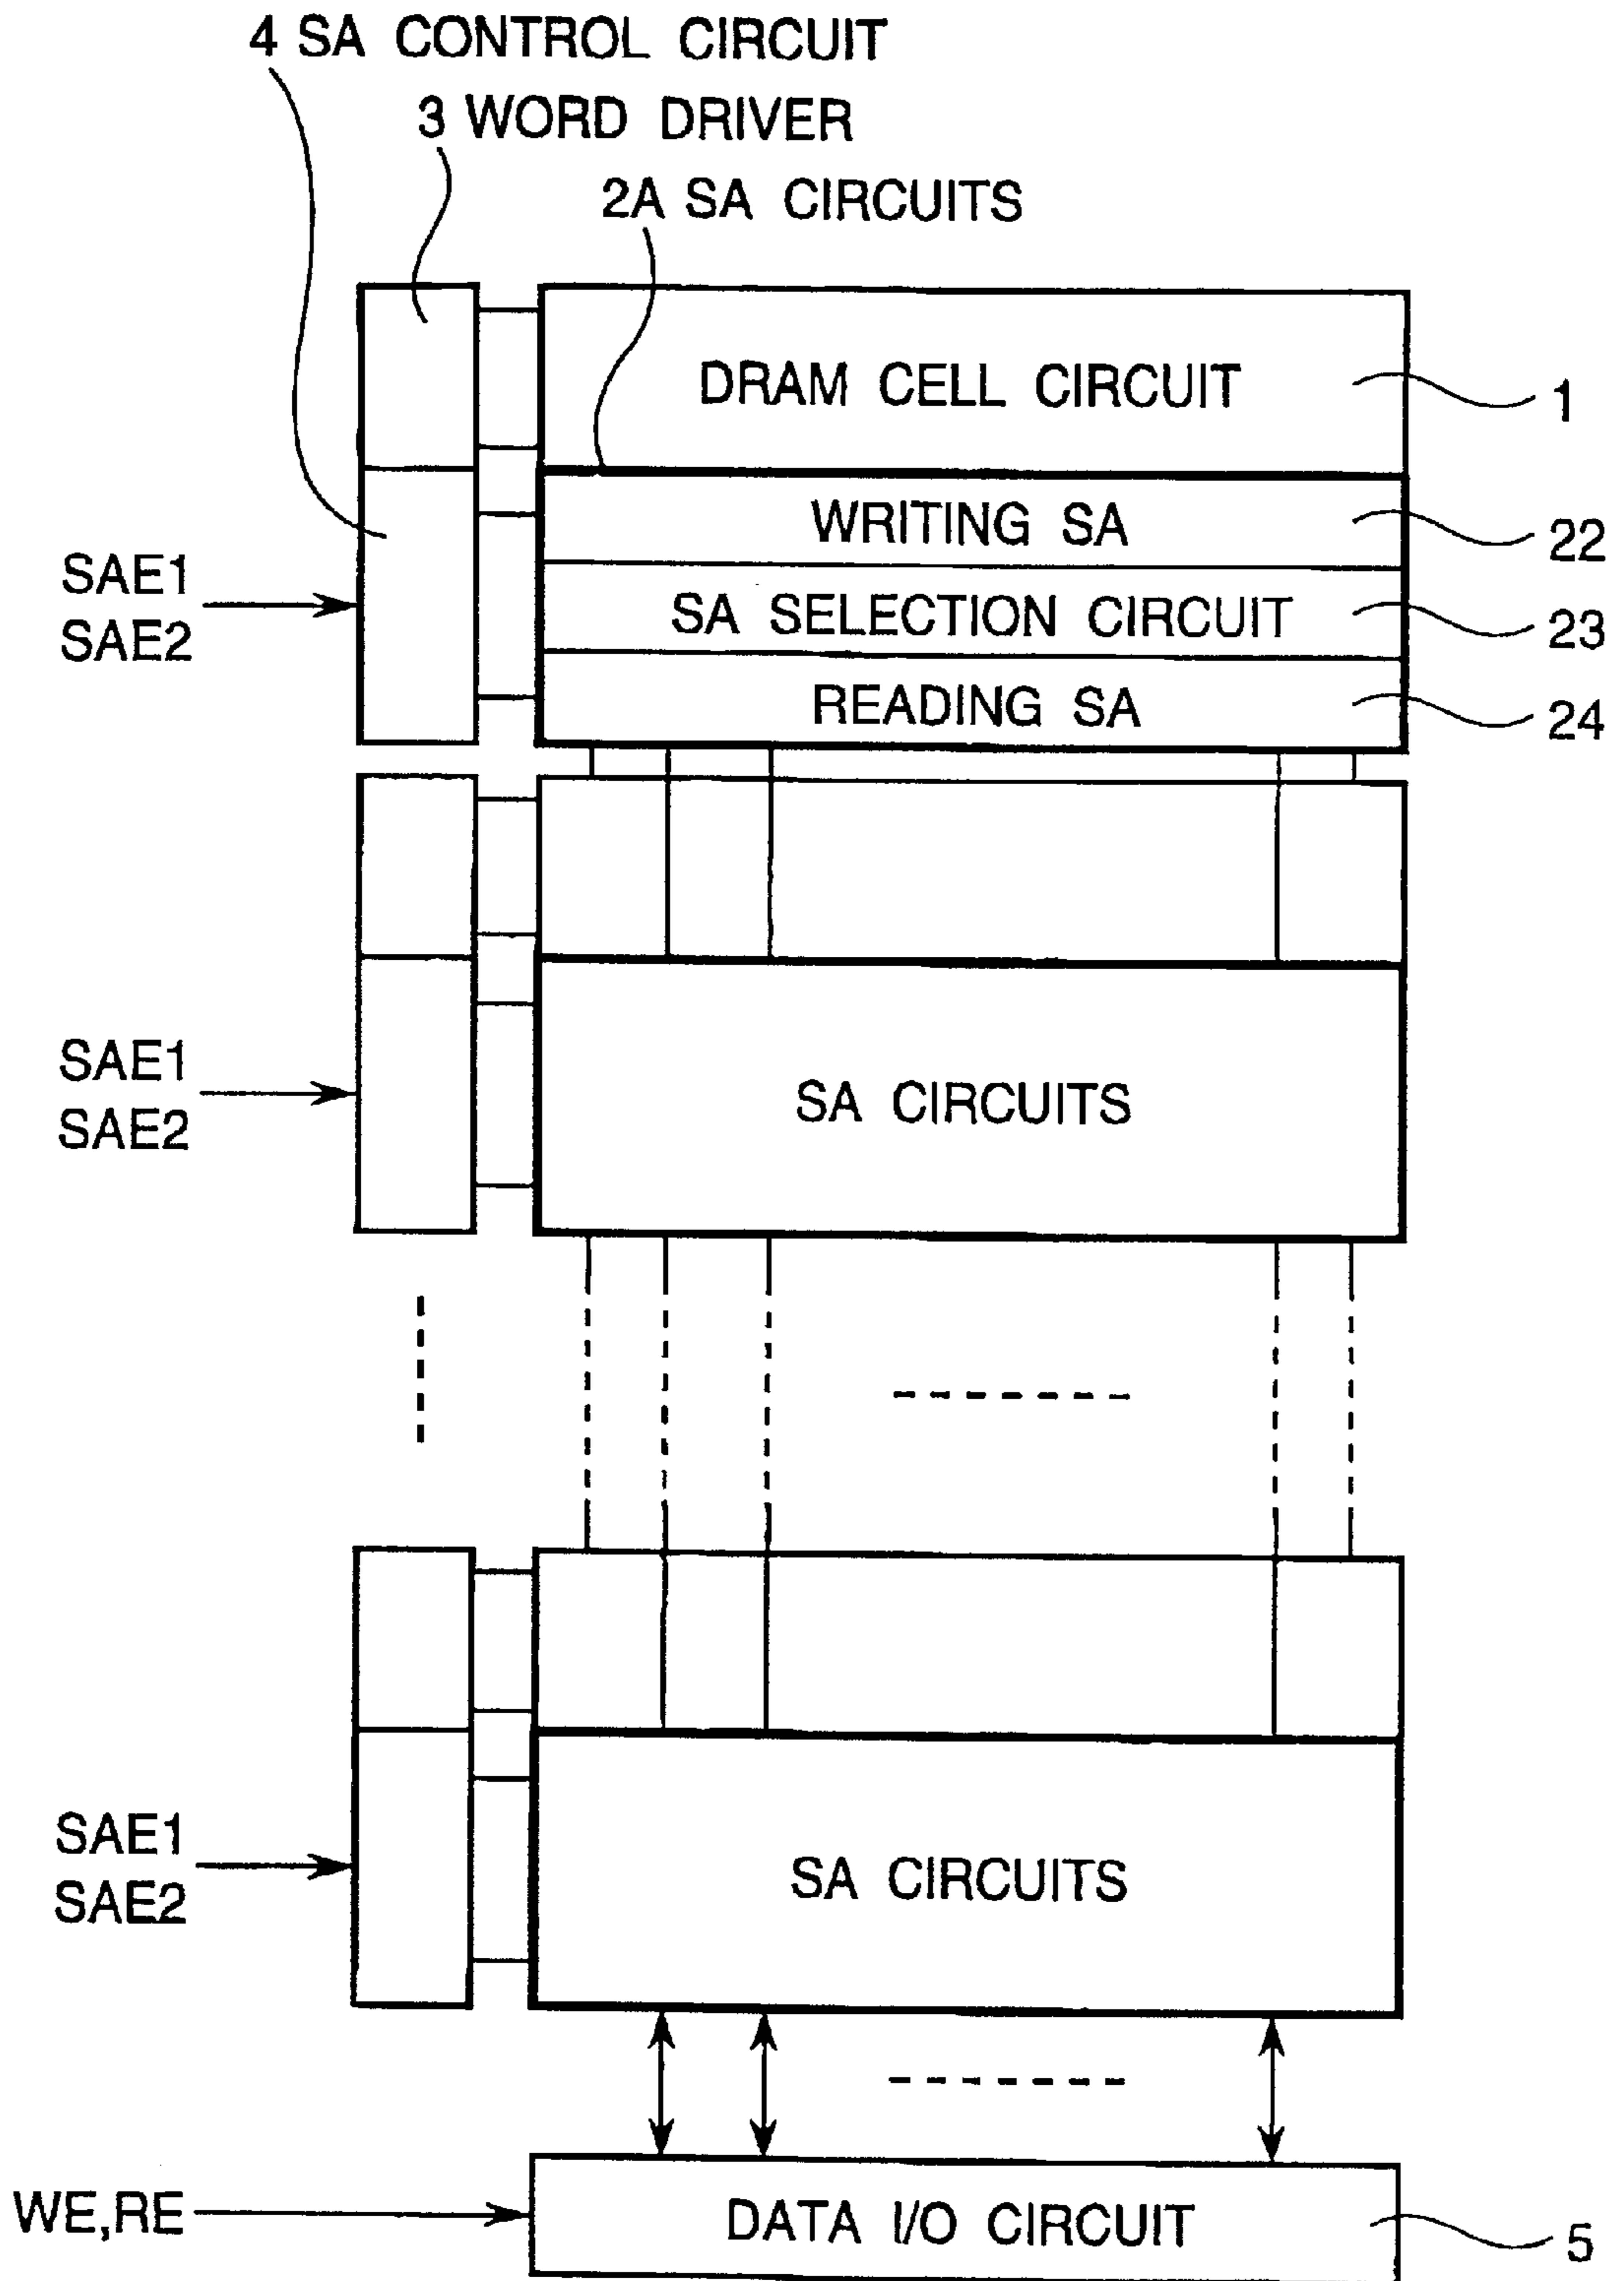 4 SA CONTROL CIRCUIT
3 WORD DRIVER
2A SA CIRCUITS
DRAM CELL CIRCUIT
1
WRITING SA
22
SAE1
SAE2
SA SELECTION CIRCUIT
23
READING SA
24
SAE1
SAE2
SA CIRCUITS
SAE1
SAE2
SA CIRCUITS
WE,RE
DATA I/O CIRCUIT
5